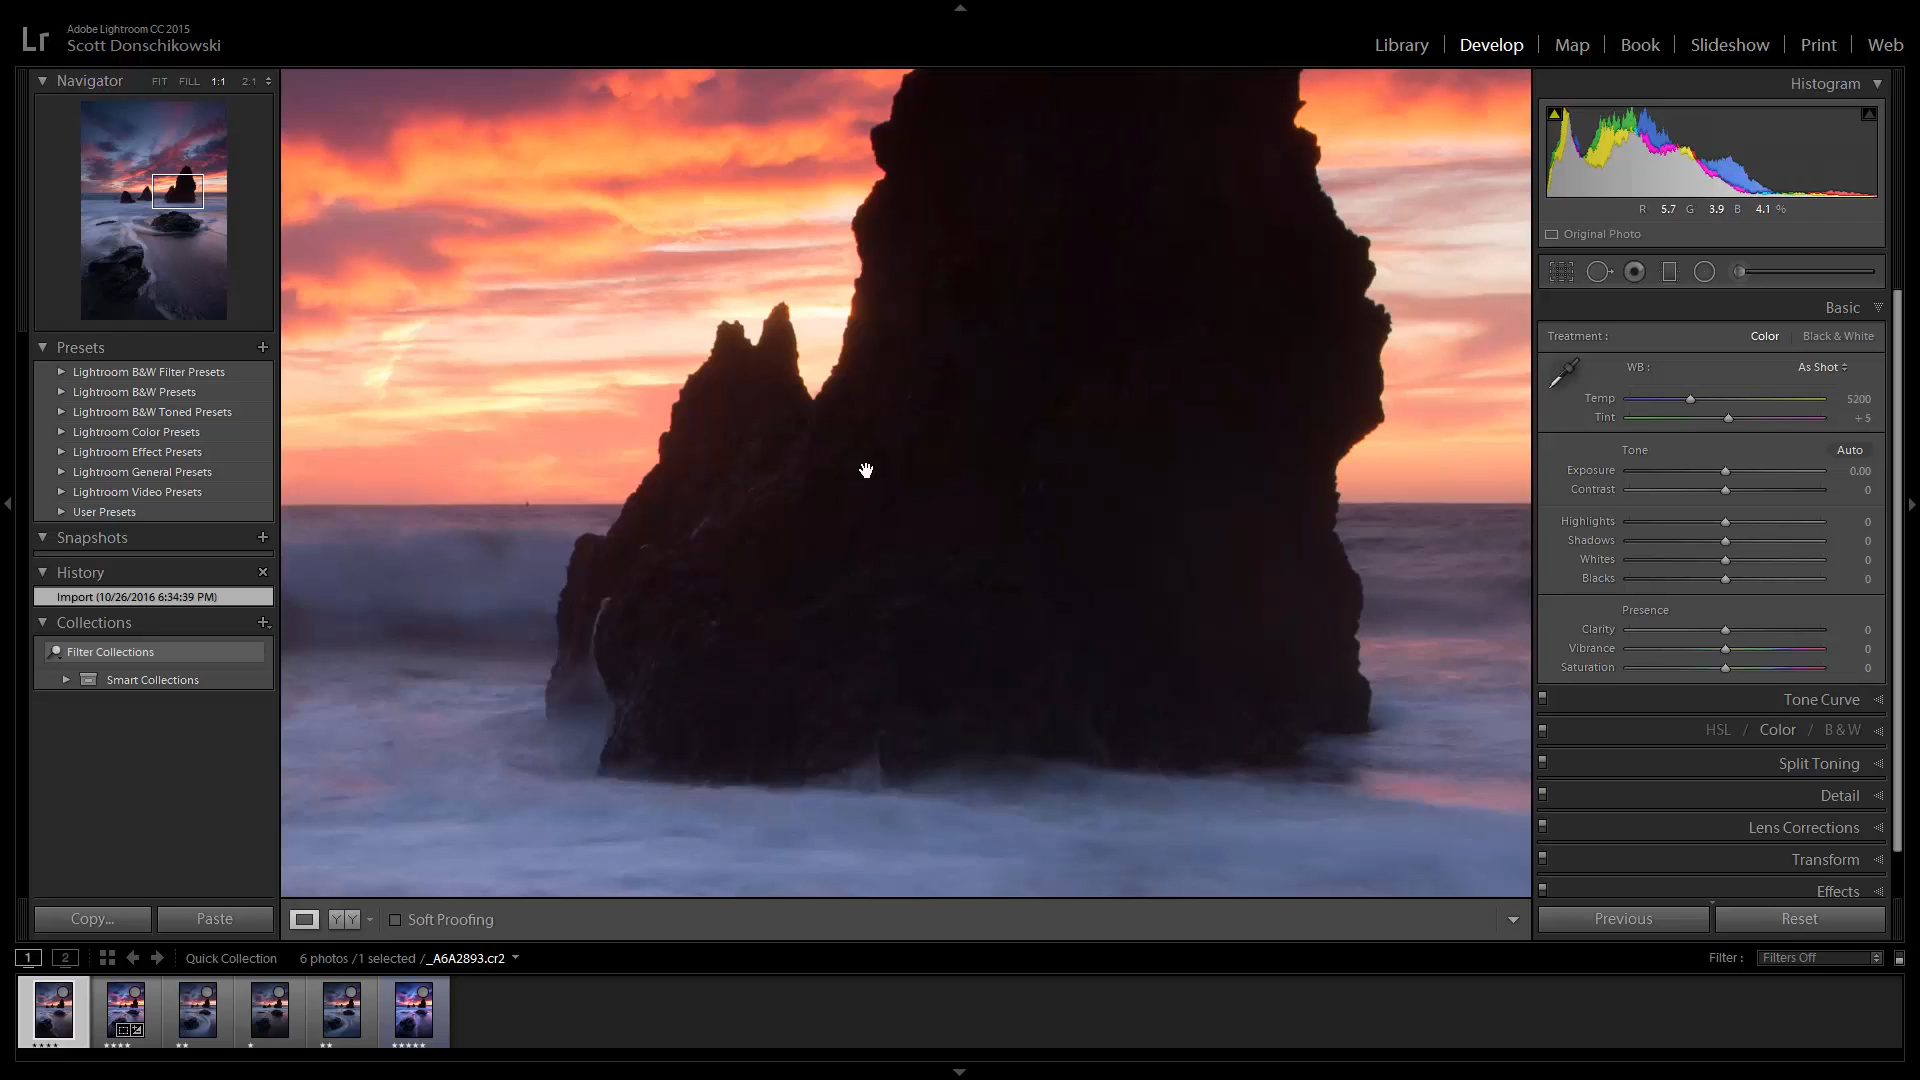 Lr
Adobe Lightroom CC 2015
Scott Donschikowski
Library | Develop | Map | Book | Slideshow | Print | Web
Navigator FIT FILL 1:1 2:1
Presets +
Lightroom B&W Filter Presets
Lightroom B&W Presets
Lightroom B&W Toned Presets
Lightroom Color Presets
Lightroom Effect Presets
Lightroom General Presets
Lightroom Video Presets
User Presets
Snapshots +
History ×
Import (10/26/2016 6:34:39 PM)
Collections +
Filter Collections
Smart Collections
Copy... Paste
Histogram
R 5.7 G 3.9 B 4.1 %
Original Photo
Basic
Treatment : Color | Black & White
WB : As Shot
Temp 5200
Tint + 5
Tone Auto
Exposure 0.00
Contrast 0
Highlights 0
Shadows 0
Whites 0
Blacks 0
Presence
Clarity 0
Vibrance 0
Saturation 0
Tone Curve
HSL / Color / B & W
Split Toning
Detail
Lens Corrections
Transform
Effects
Previous Reset
YY Soft Proofing
1 2 Quick Collection 6 photos /1 selected /_A6A2893.cr2 Filter : Filters Off